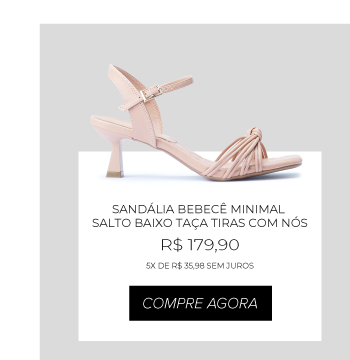 SANDÁLIA BEBECÊ MINIMAL
SALTO BAIXO TAÇA TIRAS COM NÓS
R$ 179,90
5X DE R$ 35,98 SEM JUROS
COMPRE AGORA